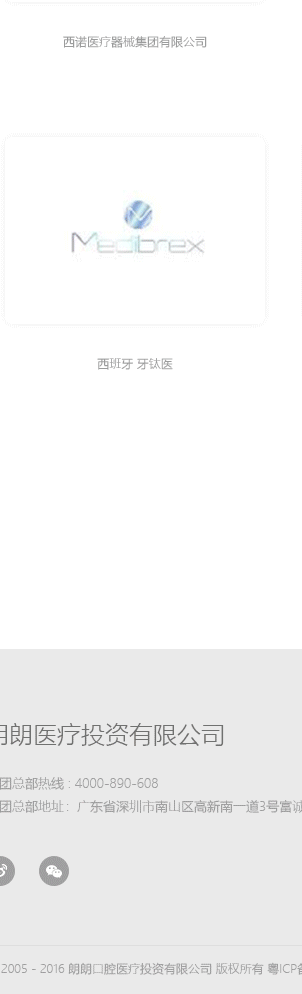 西诺医疗器械集团有限公司
Medibrex
西班牙 牙钛医
朗医疗投资有限公司
团总部热线 : 4000-890-608
团总部地址 : 广东省深圳市南山区高新南一道3号富诚
2005 - 2016 朗朗口腔医疗投资有限公司 版权所有 粤ICP备